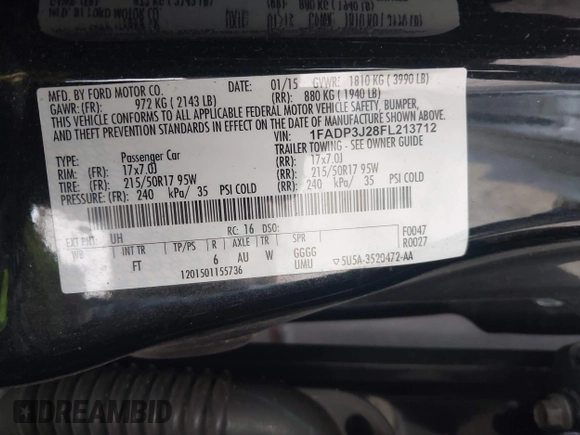 MFD. BY FORD MOTOR CO.
DATE: 01/15 GVWR: 1810 KG ( 3990 LB)
GAWR: (FR): 972 KG ( 2143 LB) (RR): 880 KG ( 1940 LB)
THIS VEHICLE CONFORMS TO ALL APPLICABLE FEDERAL MOTOR VEHICLE SAFETY, BUMPER,
AND THEFT PREVENTION STANDARDS IN EFFECT ON THE DATE OF MANUFACTURE SHOWN ABOVE.
VIN: 1FADP3J28FL213712
TYPE: Passenger Car TRAILER TOWING - SEE OWNER GUIDE
RIM: (FR): 17x7.0J (RR): 17x7.0J
TIRE: (FR): 215/50R17 95W (RR): 215/50R17 95W
PRESSURE: (FR): 240 kPa/ 35 PSI COLD (RR): 240 kPa/ 35 PSI COLD
EXT PNT: UH RC: 16 DSO: F0047
WB INT TR TP/PS R AXLE TR SPR R0027
FT 6 AU W GGGG
UMU 5U5A-3520472-AA
1201501155736
DREAMBID